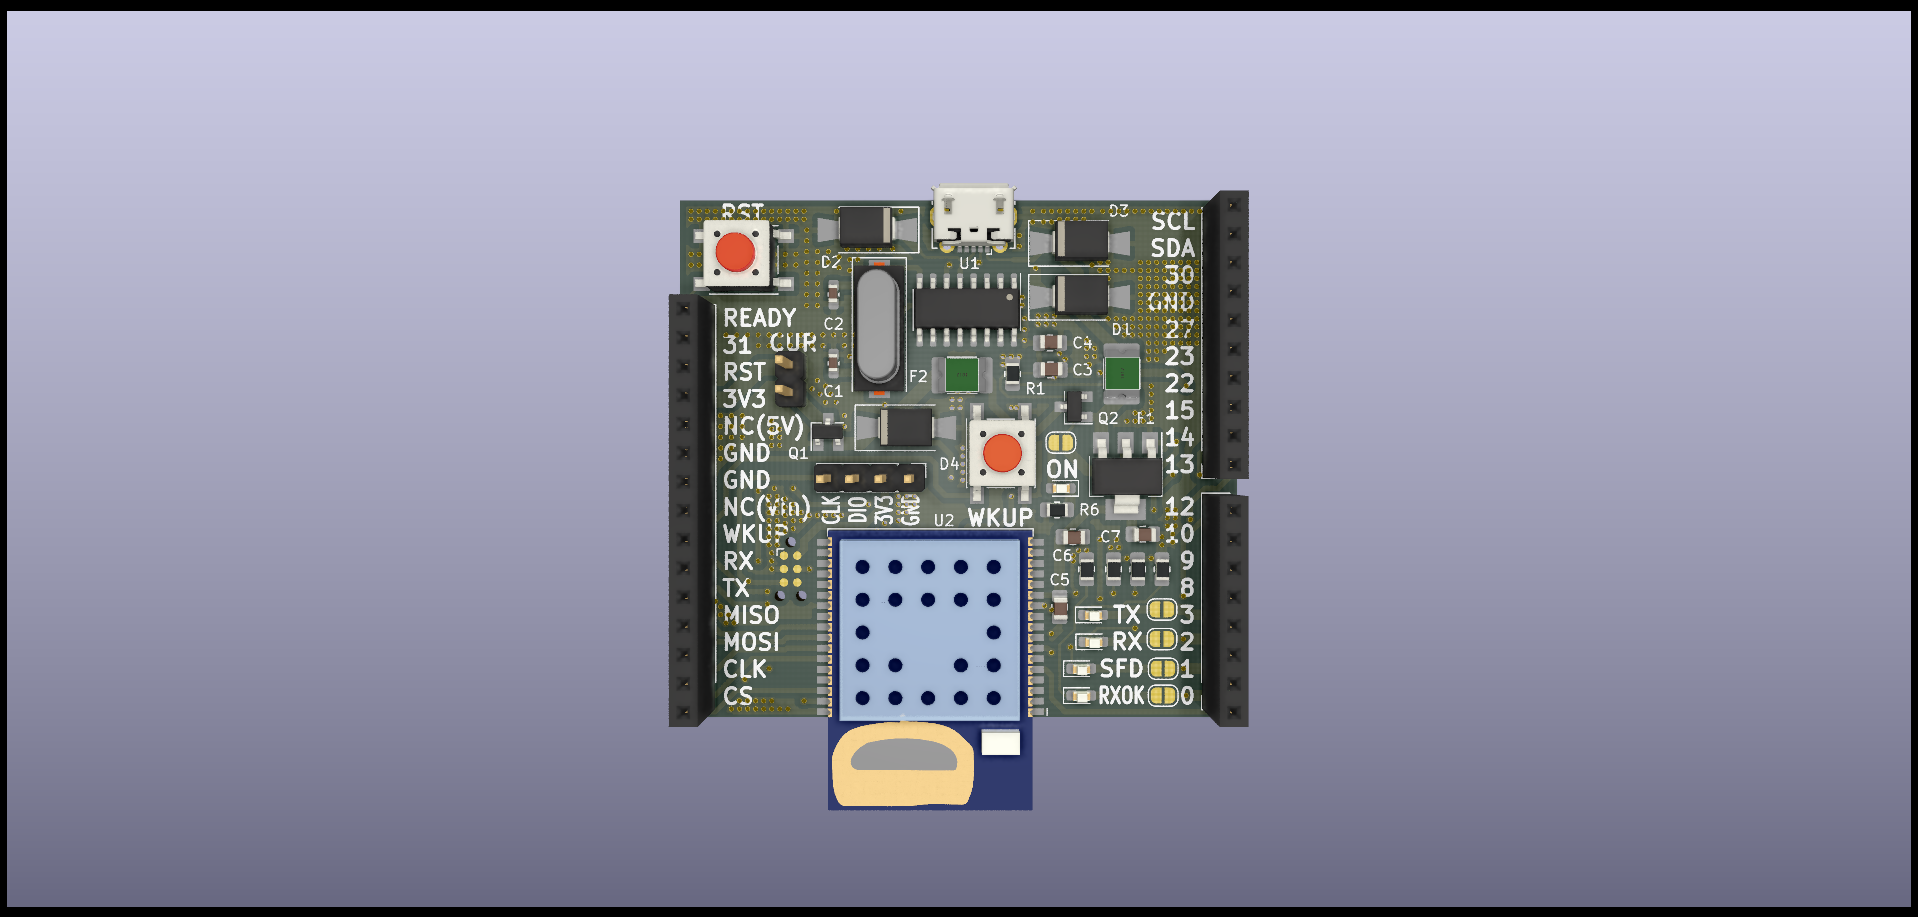 RST
D2
U1
D3
SCL
SDA
30
GND
27
23
22
15
14
13
12
10
9
8
3
2
1
0
READY
31
CUR
RST
3V3
NC(5V)
GND
GND
NC(Vin)
WKUP
RX
TX
MISO
MOSI
CLK
CS
C2
C1
F2
R1
C4
C3
D1
Q2
F1
Q1
D4
ON
CLK
DIO
3V3
GND
U2
WKUP
R6
C6
C7
C5
TX
RX
SFD
RXOK